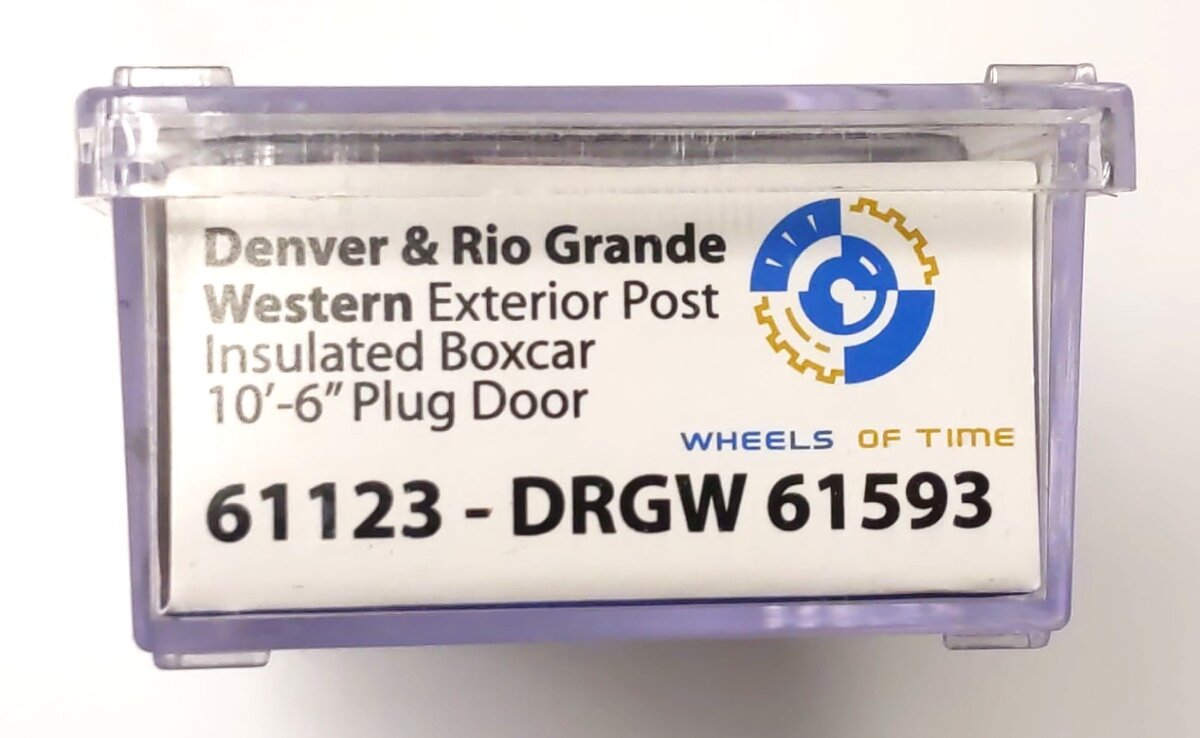 Denver & Rio Grande
Western Exterior Post
Insulated Boxcar
10'-6" Plug Door
WHEELS OF TIME
61123 - DRGW 61593